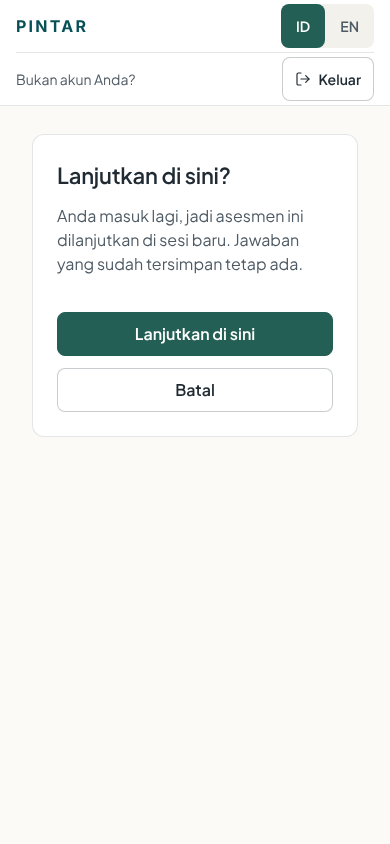 PINTAR
ID
EN
Bukan akun Anda?
Keluar
Lanjutkan di sini?
Anda masuk lagi, jadi asesmen ini
dilanjutkan di sesi baru. Jawaban
yang sudah tersimpan tetap ada.
Lanjutkan di sini
Batal